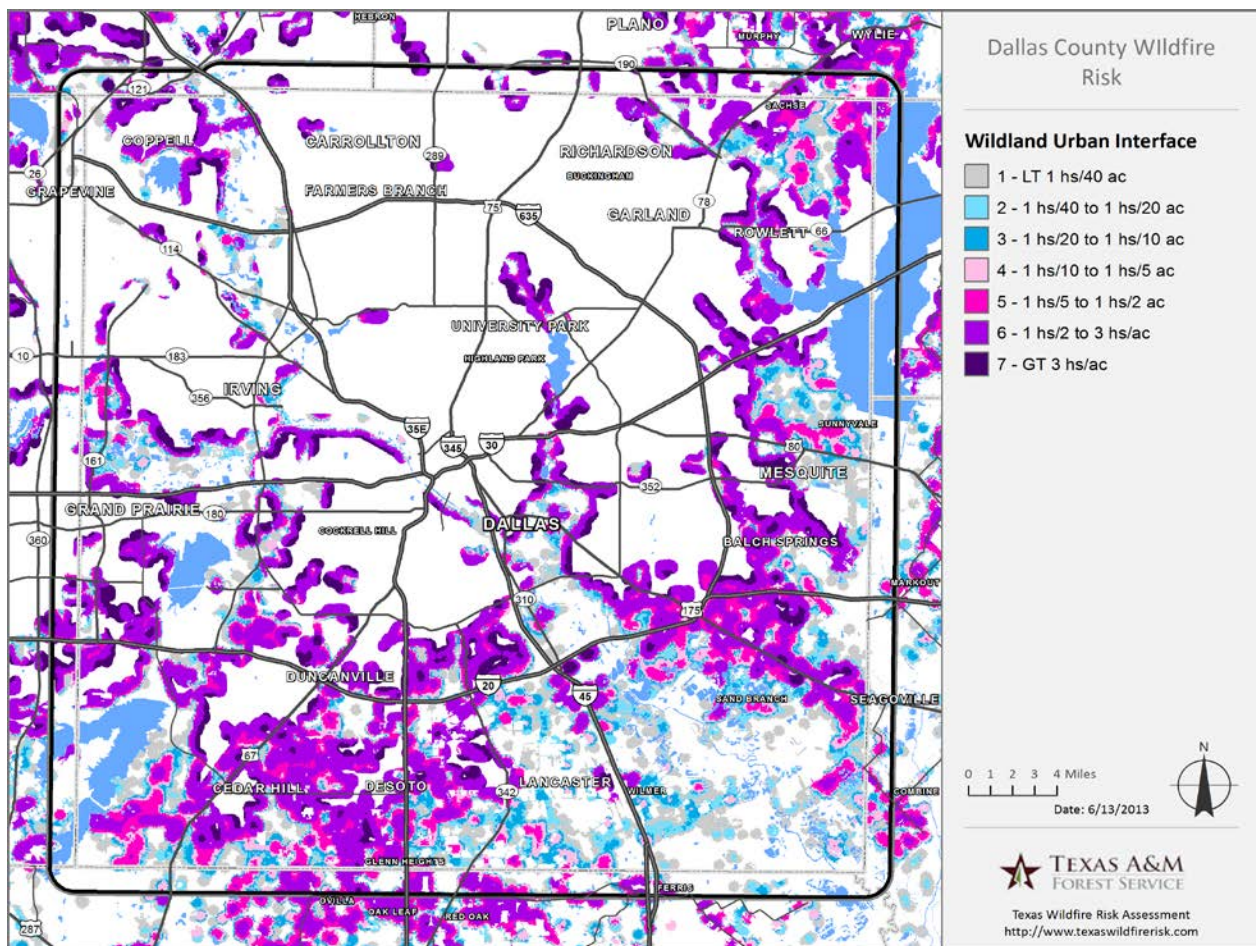 HEBRON
PLANO
MURPHY
WYLIE
190
121
SACHSE
COPPELL
CARROLLTON
289
RICHARDSON
BUCKINGHAM
26
GRAPEVINE
FARMERS BRANCH
75
635
GARLAND
78
ROWLETT
66
114
UNIVERSITY PARK
HIGHLAND PARK
10
183
IRVING
356
35E
345
30
SUNNYVALE
80
161
MESQUITE
352
GRAND PRAIRIE
180
COCKRELL HILL
DALLAS
360
BALCH SPRINGS
MARKOUT
310
175
DUNCANVILLE
20
45
SAND BRANCH
SEAGOVILLE
67
CEDAR HILL
DESOTO
342
LANCASTER
WILMER
COMBINE
GLENN HEIGHTS
FERRIS
OVILLA
OAK LEAF
RED OAK
287
Dallas County WIldfire
Risk
Wildland Urban Interface
1 - LT 1 hs/40 ac
2 - 1 hs/40 to 1 hs/20 ac
3 - 1 hs/20 to 1 hs/10 ac
4 - 1 hs/10 to 1 hs/5 ac
5 - 1 hs/5 to 1 hs/2 ac
6 - 1 hs/2 to 3 hs/ac
7 - GT 3 hs/ac
N
0 1 2 3 4 Miles
Date: 6/13/2013
TEXAS A&M
FOREST SERVICE
Texas Wildfire Risk Assessment
http://www.texaswildfirerisk.com